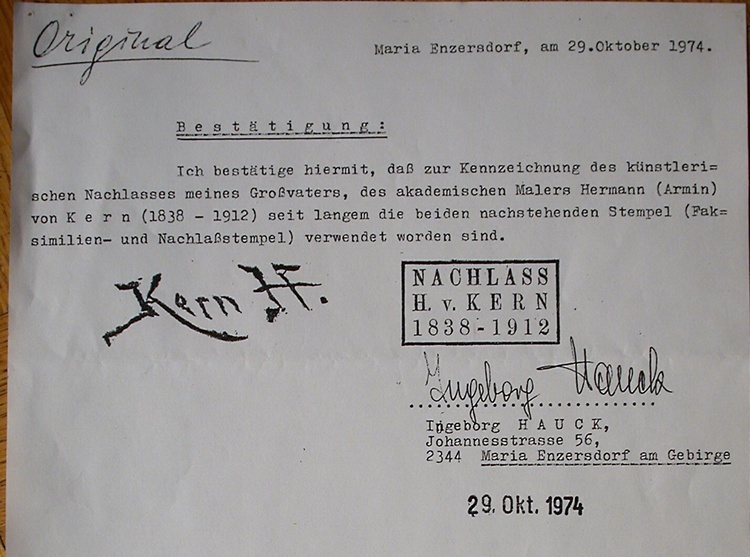 Original
Maria Enzersdorf, am 29.Oktober 1974.
Bestätigung:
Ich bestätige hiermit, daß zur Kennzeichnung des künstleri=
schen Nachlasses meines Großvaters, des akademischen Malers Hermann (Armin)
von K e r n (1838 - 1912) seit langem die beiden nachstehenden Stempel (Fak=
similien- und Nachlaßstempel) verwendet worden sind.
Kern H.
NACHLASS
H. v. KERN
1838-1912
Ingeborg Hauck
Ingeborg H A U C K,
Johannesstrasse 56,
2344 Maria Enzersdorf am Gebirge
29. Okt. 1974